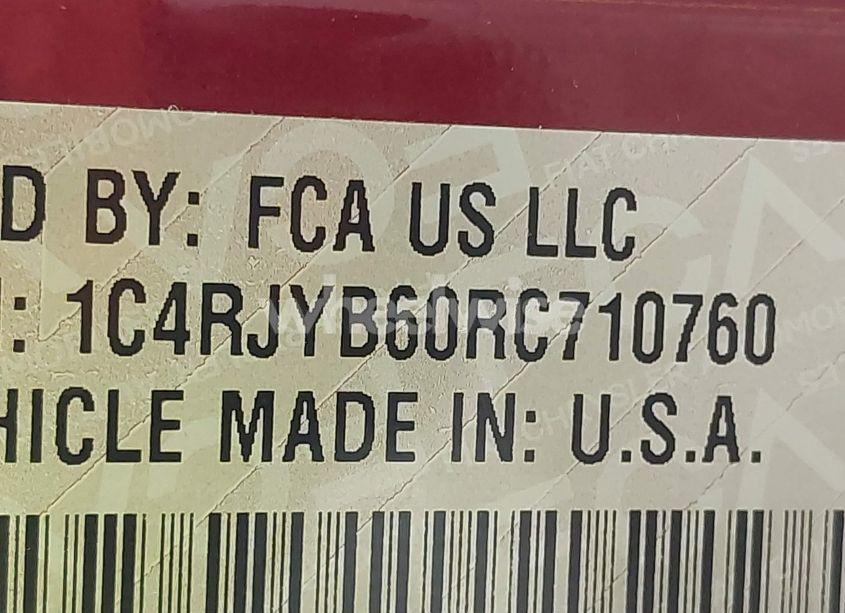 D BY: FCA US LLC
: 1C4RJYB60RC710760
HICLE MADE IN: U.S.A.